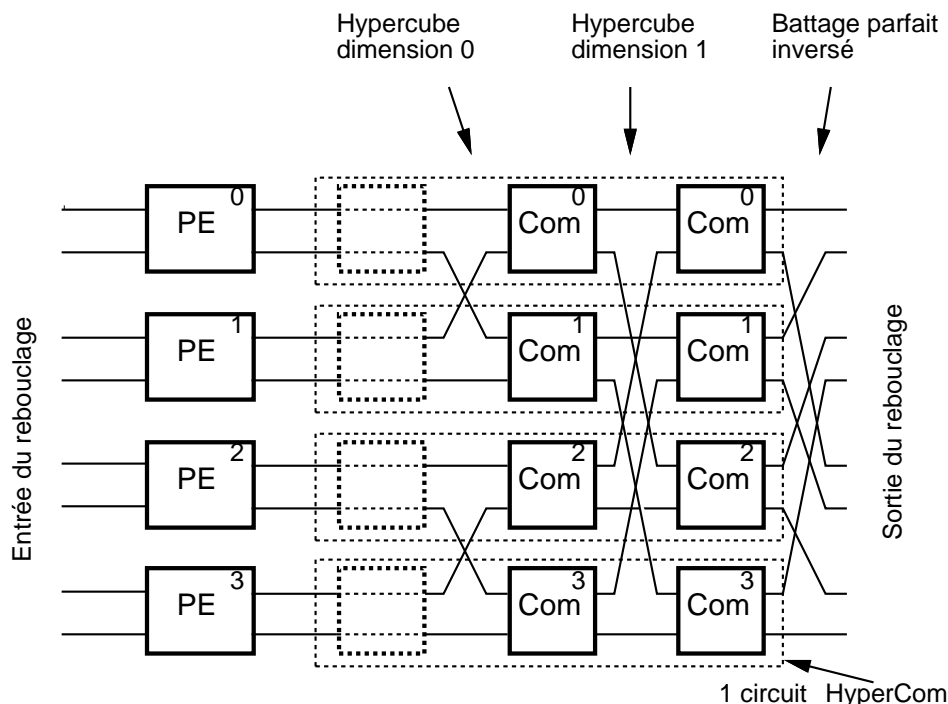 Hypercube
dimension 0
Hypercube
dimension 1
Battage parfait
inversé
Entrée du rebouclage
PE 0
Com 0
Com 0
PE 1
Com 1
Com 1
PE 2
Com 2
Com 2
PE 3
Com 3
Com 3
Sortie du rebouclage
1 circuit HyperCom